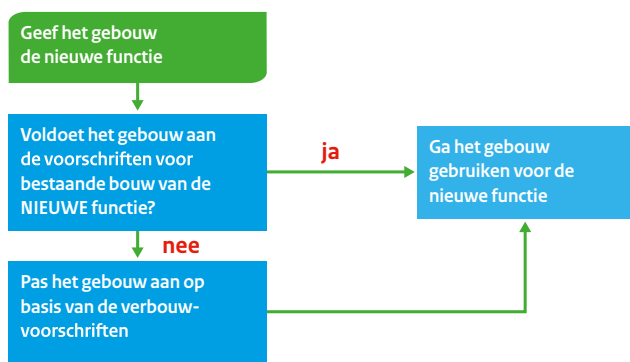 Geef het gebouw
de nieuwe functie
Voldoet het gebouw aan
de voorschriften voor
bestaande bouw van de
NIEUWE functie?
ja
Ga het gebouw
gebruiken voor de
nieuwe functie
nee
Pas het gebouw aan op
basis van de verbouw-
voorschriften